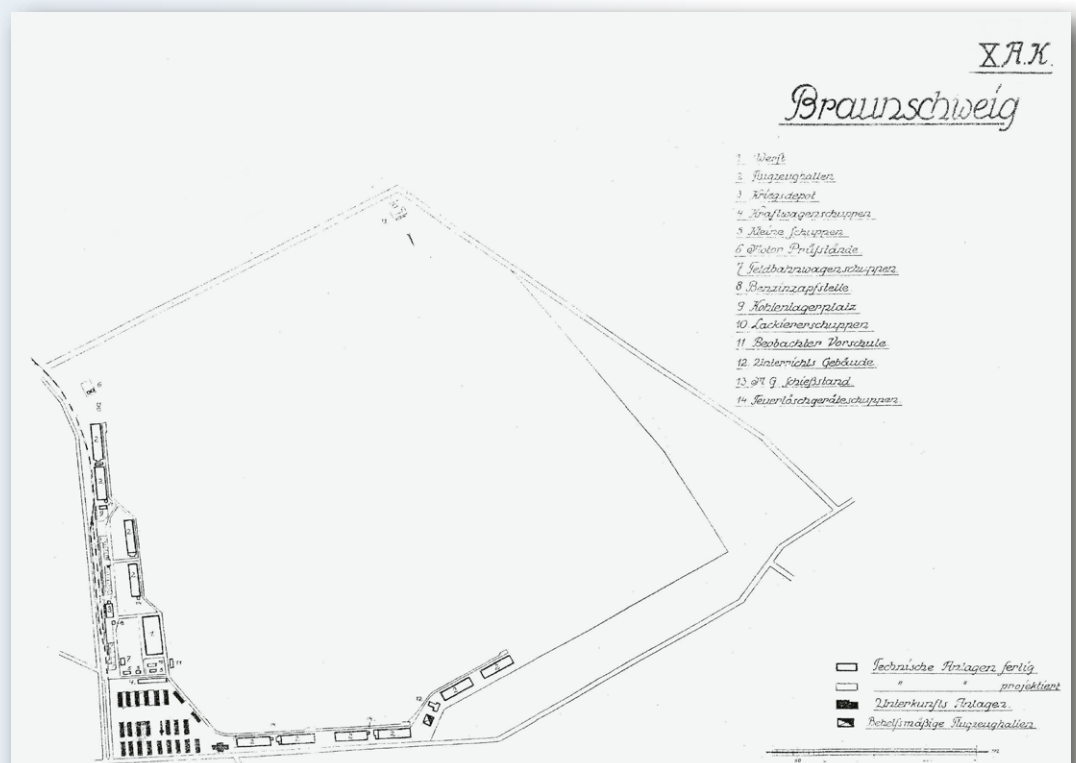 X A.K.
Braunschweig
1 Werft
2 Flugzeughallen
3 Kriegsdepot
4 Kraftwagenschuppen
5 Kleine Schuppen
6 Motor Prüfstände
7 Feldbahnwagenschuppen
8 Benzinzapfstelle
9 Kohlenlagerplatz
10 Lackiererschuppen
11 Beobachter Vorschule
12 Unterrichts Gebäude
13 M G Schießstand
14 Feuerlöschgeräteschuppen
Technische Anlagen fertig
" " projektiert
Unterkunfts Anlagen
Behelfsmäßige Flugzeughallen